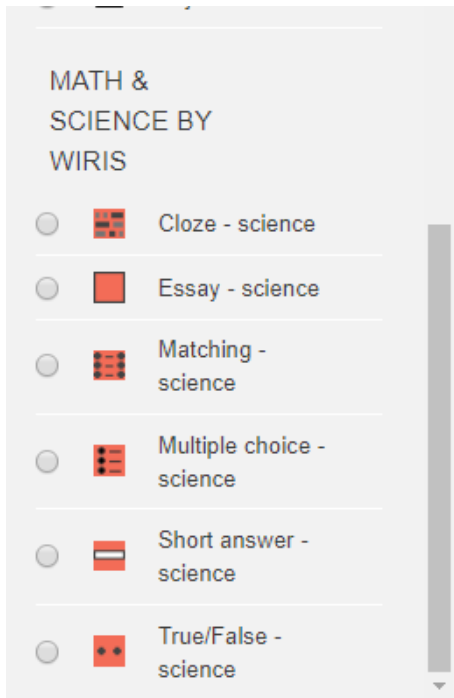 MATH &
SCIENCE BY
WIRIS
Cloze - science
Essay - science
Matching -
science
Multiple choice -
science
Short answer -
science
True/False -
science